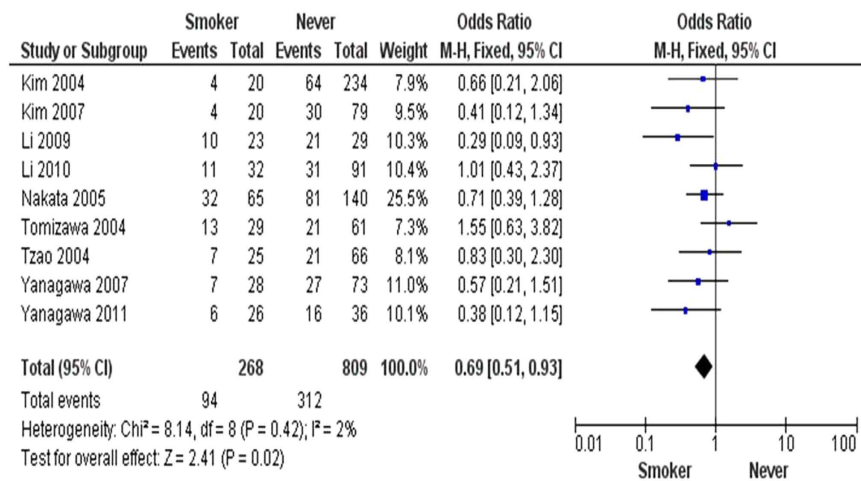 Smoker Never Odds Ratio Odds Ratio
Study or Subgroup Events Total Events Total Weight M-H, Fixed, 95% CI M-H, Fixed, 95% CI
Kim 2004 4 20 64 234 7.9% 0.66 [0.21, 2.06]
Kim 2007 4 20 30 79 9.5% 0.41 [0.12, 1.34]
Li 2009 10 23 21 29 10.3% 0.29 [0.09, 0.93]
Li 2010 11 32 31 91 10.4% 1.01 [0.43, 2.37]
Nakata 2005 32 65 81 140 25.5% 0.71 [0.39, 1.28]
Tomizawa 2004 13 29 21 61 7.3% 1.55 [0.63, 3.82]
Tzao 2004 7 25 21 66 8.1% 0.83 [0.30, 2.30]
Yanagawa 2007 7 28 27 73 11.0% 0.57 [0.21, 1.51]
Yanagawa 2011 6 26 16 36 10.1% 0.38 [0.12, 1.15]
Total (95% CI) 268 809 100.0% 0.69 [0.51, 0.93]
Total events 94 312
Heterogeneity: Chi² = 8.14, df = 8 (P = 0.42); I² = 2%
Test for overall effect: Z = 2.41 (P = 0.02)
0.01 0.1 1 10 100
Smoker Never